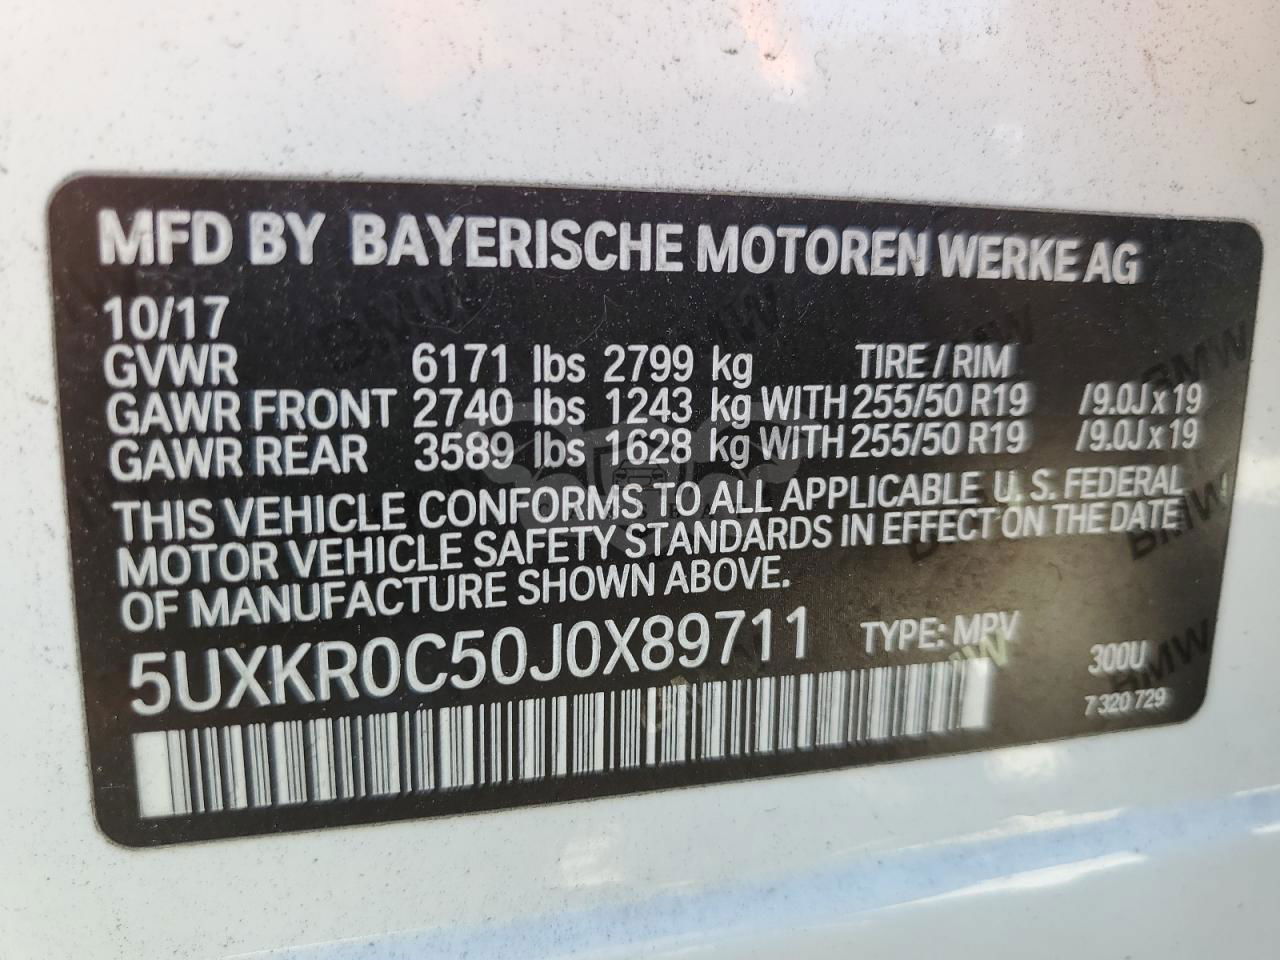 MFD BY BAYERISCHE MOTOREN WERKE AG
10/17
GVWR 6171 lbs 2799 kg TIRE / RIM
GAWR FRONT 2740 lbs 1243 kg WITH 255/50 R19 /9.0J x 19
GAWR REAR 3589 lbs 1628 kg WITH 255/50 R19 /9.0J x 19
THIS VEHICLE CONFORMS TO ALL APPLICABLE U. S. FEDERAL
MOTOR VEHICLE SAFETY STANDARDS IN EFFECT ON THE DATE
OF MANUFACTURE SHOWN ABOVE.
5UXKR0C50J0X89711 TYPE: MPV
300U
7 320 729